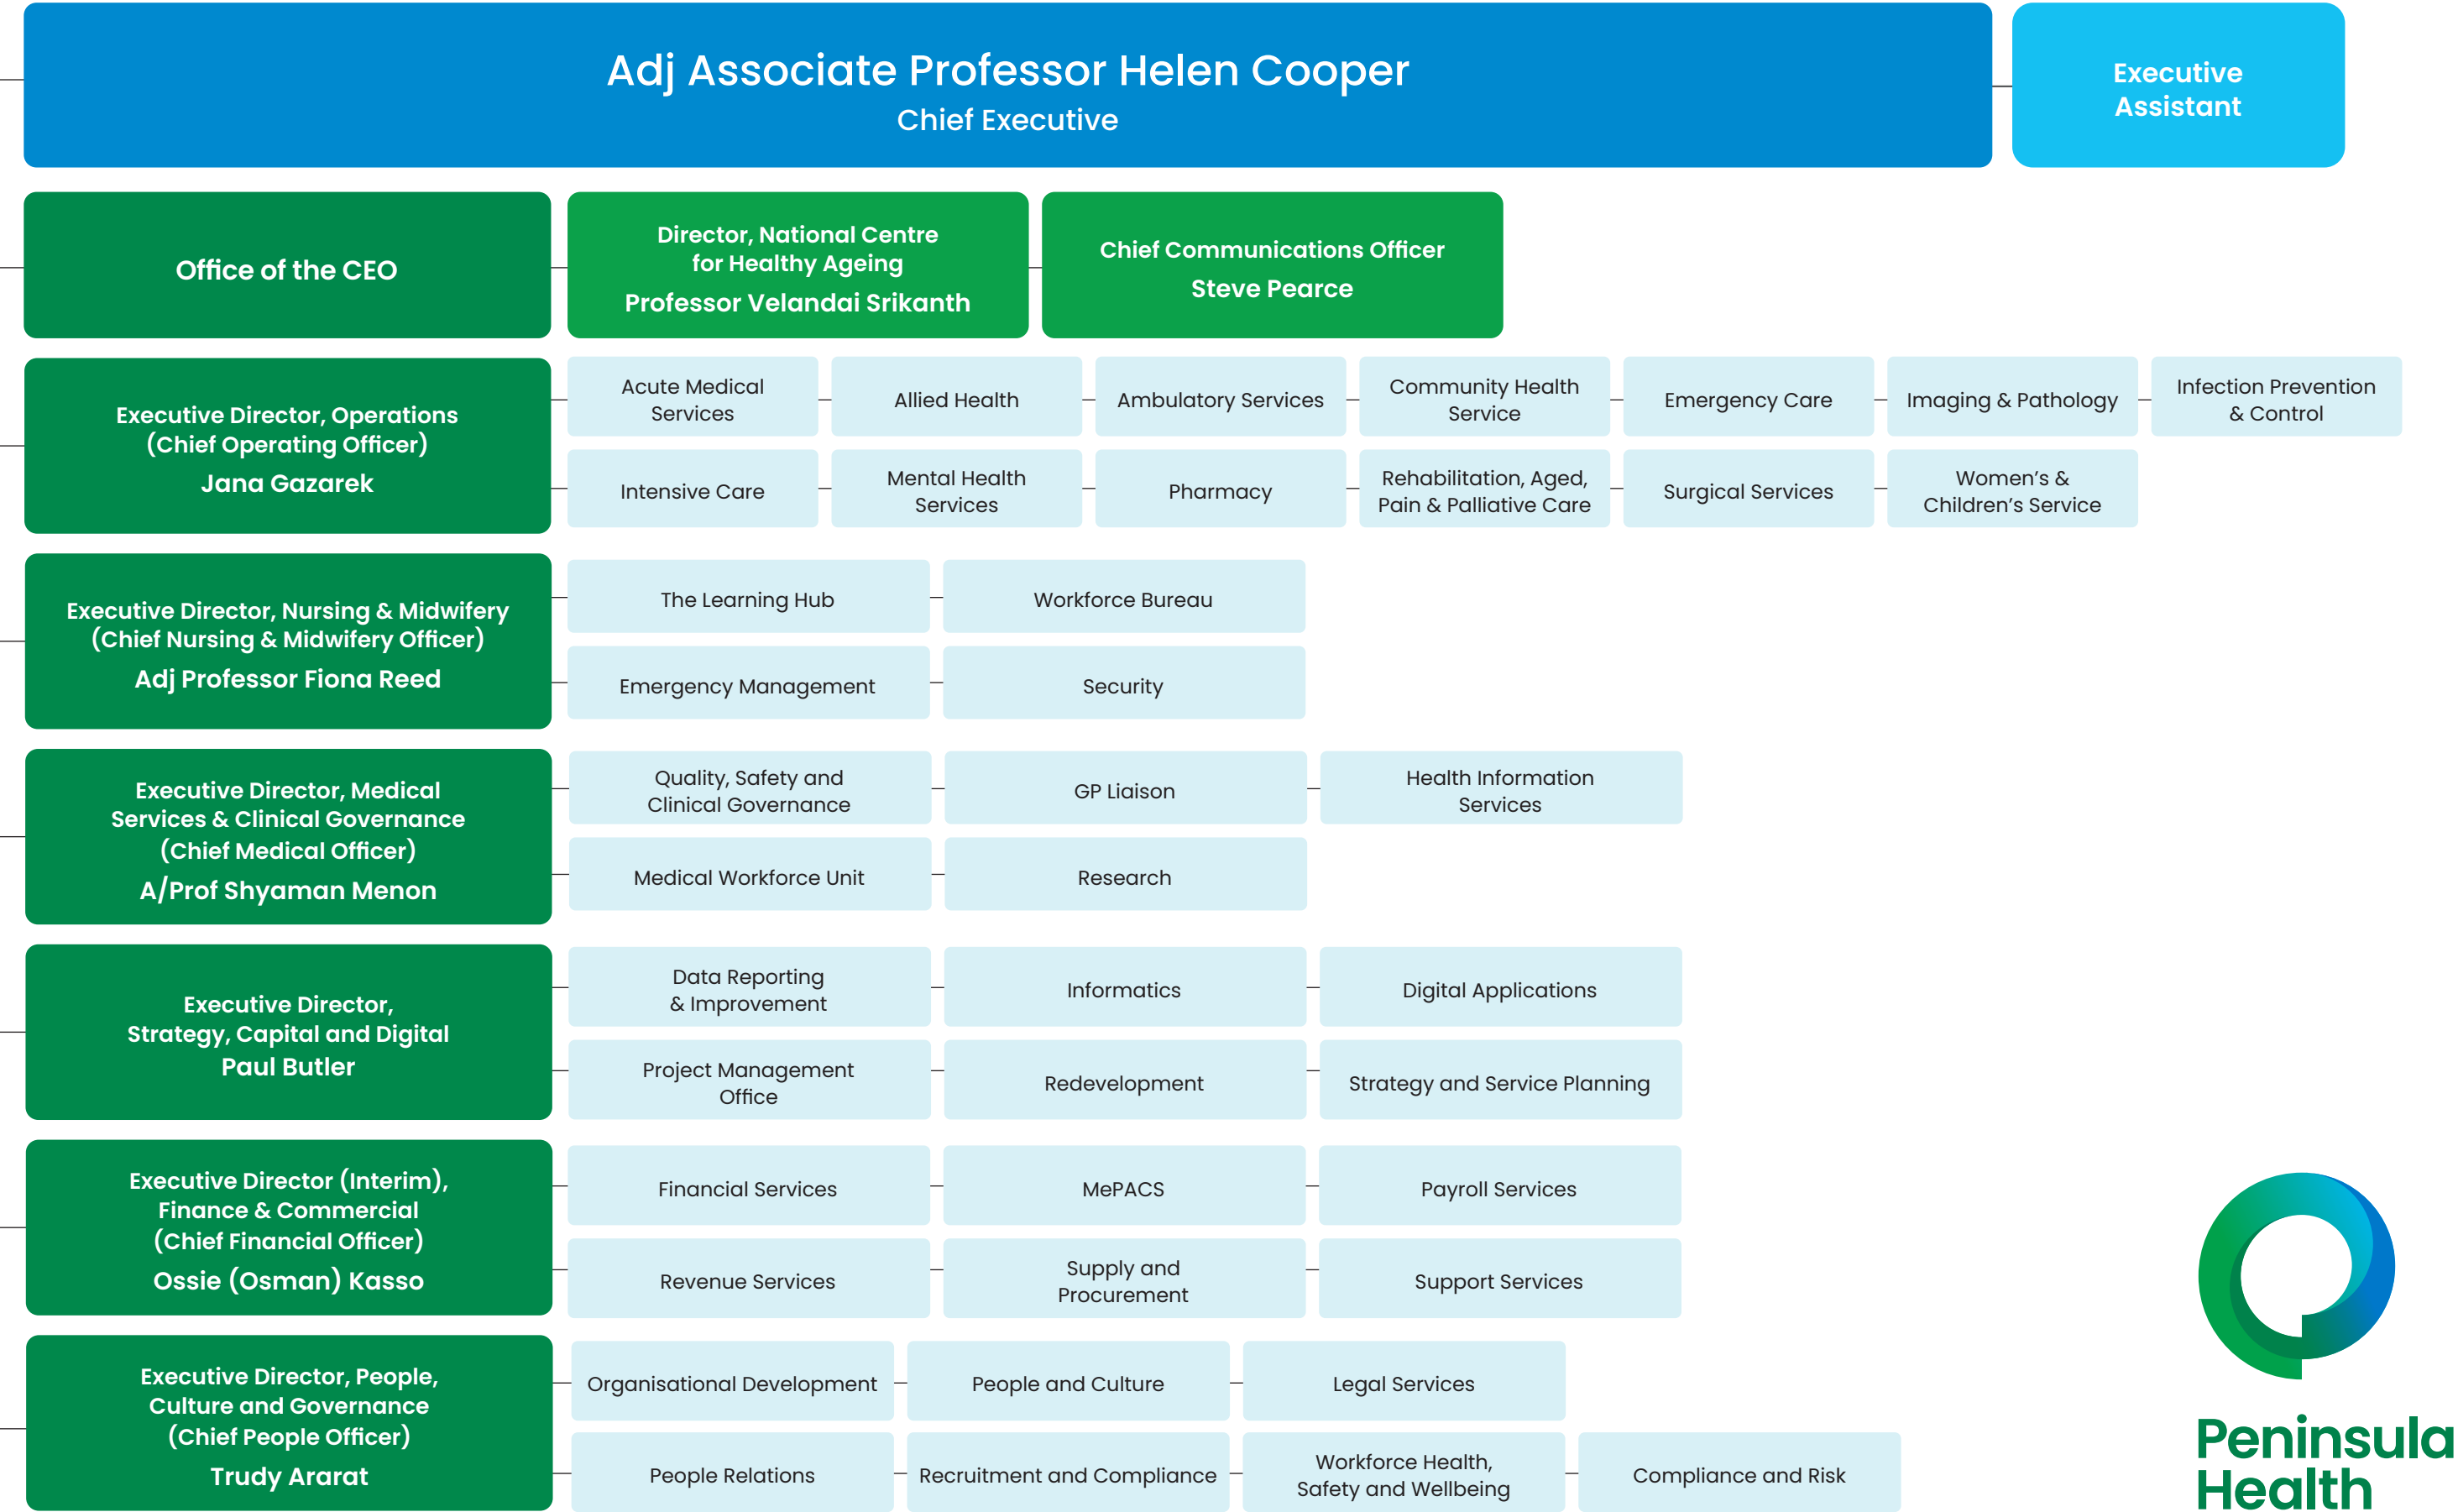 Adj Associate Professor Helen Cooper
Chief Executive
Executive
Assistant
Office of the CEO
Director, National Centre
for Healthy Ageing
Professor Velandai Srikanth
Chief Communications Officer
Steve Pearce
Executive Director, Operations
(Chief Operating Officer)
Jana Gazarek
Acute Medical
Services
Allied Health
Ambulatory Services
Community Health
Service
Emergency Care
Imaging & Pathology
Infection Prevention
& Control
Intensive Care
Mental Health
Services
Pharmacy
Rehabilitation, Aged,
Pain & Palliative Care
Surgical Services
Women’s &
Children’s Service
Executive Director, Nursing & Midwifery
(Chief Nursing & Midwifery Officer)
Adj Professor Fiona Reed
The Learning Hub
Workforce Bureau
Emergency Management
Security
Executive Director, Medical
Services & Clinical Governance
(Chief Medical Officer)
A/Prof Shyaman Menon
Quality, Safety and
Clinical Governance
GP Liaison
Health Information
Services
Medical Workforce Unit
Research
Executive Director,
Strategy, Capital and Digital
Paul Butler
Data Reporting
& Improvement
Informatics
Digital Applications
Project Management
Office
Redevelopment
Strategy and Service Planning
Executive Director (Interim),
Finance & Commercial
(Chief Financial Officer)
Ossie (Osman) Kasso
Financial Services
MePACS
Payroll Services
Revenue Services
Supply and
Procurement
Support Services
Executive Director, People,
Culture and Governance
(Chief People Officer)
Trudy Ararat
Organisational Development
People and Culture
Legal Services
People Relations
Recruitment and Compliance
Workforce Health,
Safety and Wellbeing
Compliance and Risk
Peninsula
Health